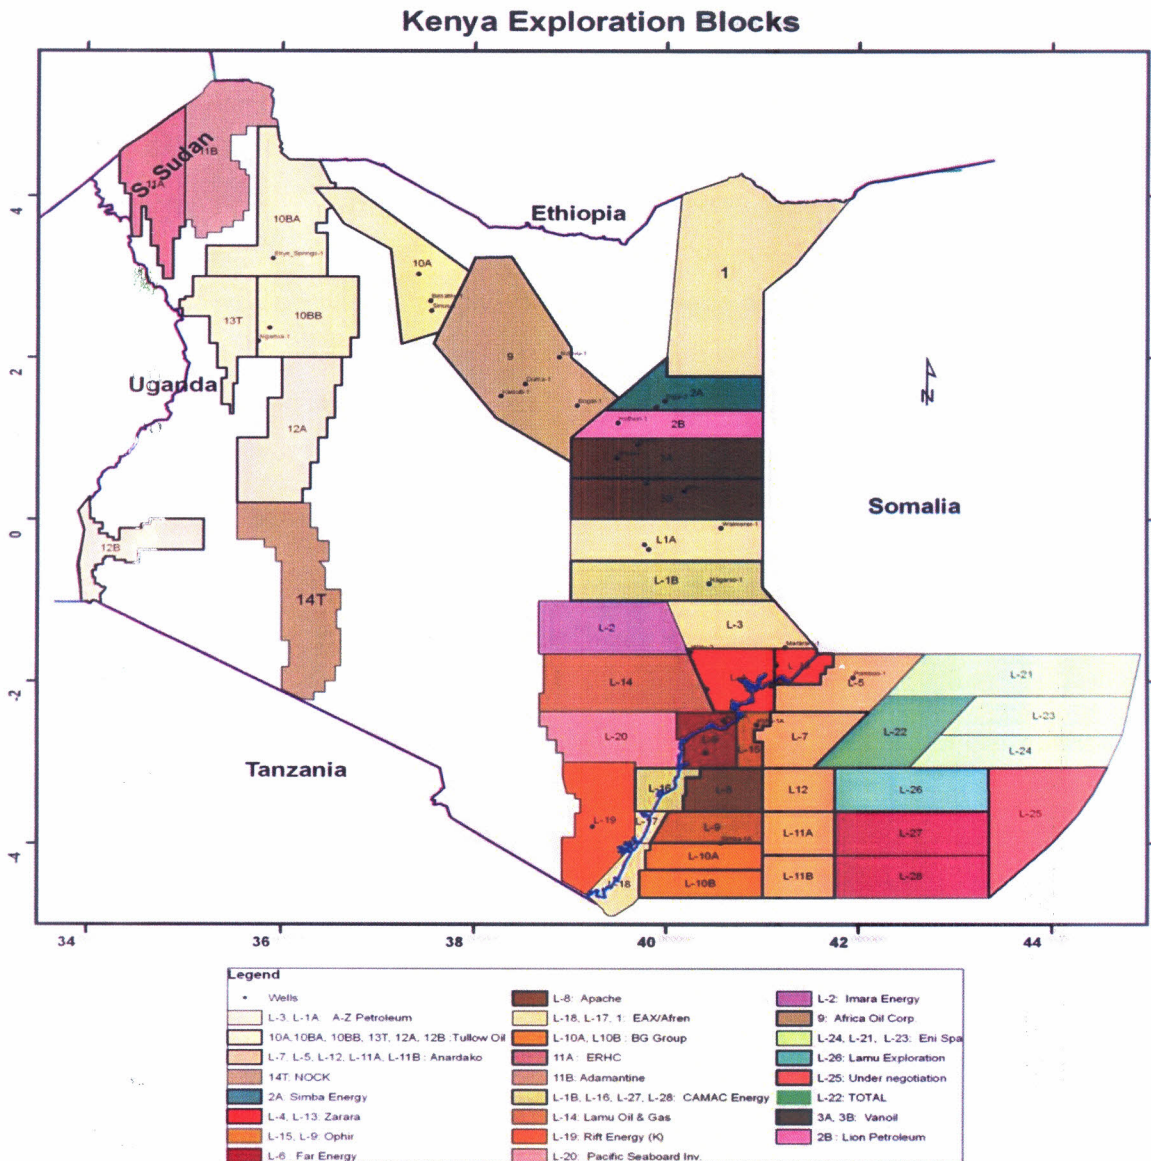 Kenya Exploration Blocks
S. Sudan
11B
11A
4
10BA
Ethiopia
10A
1
13T
10BB
9
2
Uganda
2A
N
12A
2B
Somalia
0
L1A
12B
L-1B
14T
L-2
L-3
L-14
L-5
L-21
-2
L-20
L-22
L-23
L-7
L-24
Tanzania
L-16
L-8
L12
L-26
L-25
L-19
L-17
L-9
L-11A
L-27
4
L-10A
L-18
L-10B
L-11B
L-28
34
36
38
40
42
44
Legend
Wells
L-3, L-1A: A-Z Petroleum
10A,10BA, 10BB, 13T, 12A, 12B :Tullow Oil
L-7, L-5, L-12, L-11A, L-11B : Anardako
14T: NOCK
2A: Simba Energy
L-4, L-13: Zarara
L-15, L-9: Ophir
L-6 Far Energy
L-8: Apache
L-18, L-17, 1: EAX/Afren
L-10A, L10B : BG Group
11A : ERHC
11B: Adamantine
L-1B, L-16, L-27, L-28: CAMAC Energy
L-14: Lamu Oil & Gas
L-19: Rift Energy (K)
L-20: Pacific Seaboard Inv.
L-2: Imara Energy
9: Africa Oil Corp.
L-24, L-21, L-23: Eni Spa
L-26: Lamu Exploration
L-25: Under negotiation
L-22: TOTAL
3A, 3B: Vanoil
2B : Lion Petroleum